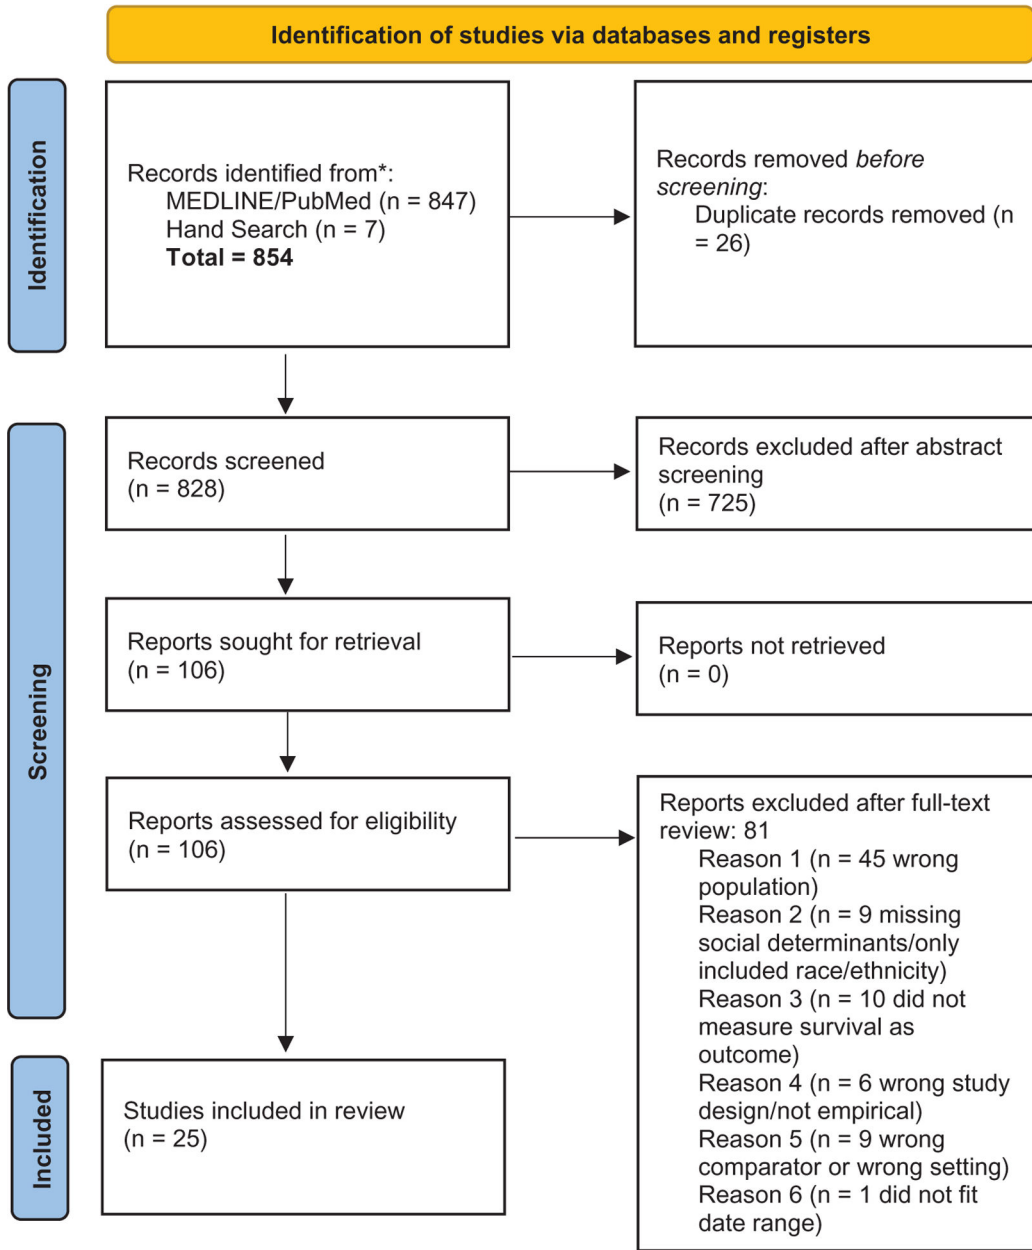 Identification of studies via databases and registers
Identification
Records identified from*:
MEDLINE/PubMed (n = 847)
Hand Search (n = 7)
Total = 854
Records removed before
screening:
Duplicate records removed (n
= 26)
Screening
Records screened
(n = 828)
Records excluded after abstract
screening
(n = 725)
Reports sought for retrieval
(n = 106)
Reports not retrieved
(n = 0)
Reports assessed for eligibility
(n = 106)
Reports excluded after full-text
review: 81
Reason 1 (n = 45 wrong
population)
Reason 2 (n = 9 missing
social determinants/only
included race/ethnicity)
Reason 3 (n = 10 did not
measure survival as
outcome)
Reason 4 (n = 6 wrong study
design/not empirical)
Reason 5 (n = 9 wrong
comparator or wrong setting)
Reason 6 (n = 1 did not fit
date range)
Included
Studies included in review
(n = 25)